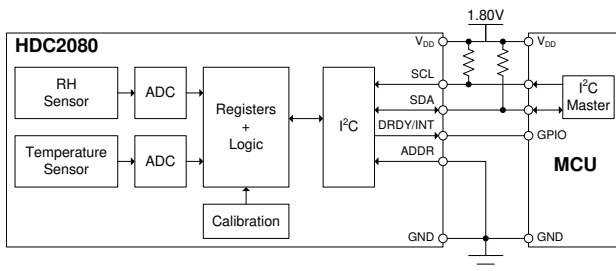 1.80V
HDC2080
VDD
VDD
RH
Sensor
ADC
Registers
+
Logic
I²C
SCL
SDA
DRDY/INT
ADDR
I²C
Master
GPIO
MCU
Temperature
Sensor
ADC
Calibration
GND
GND